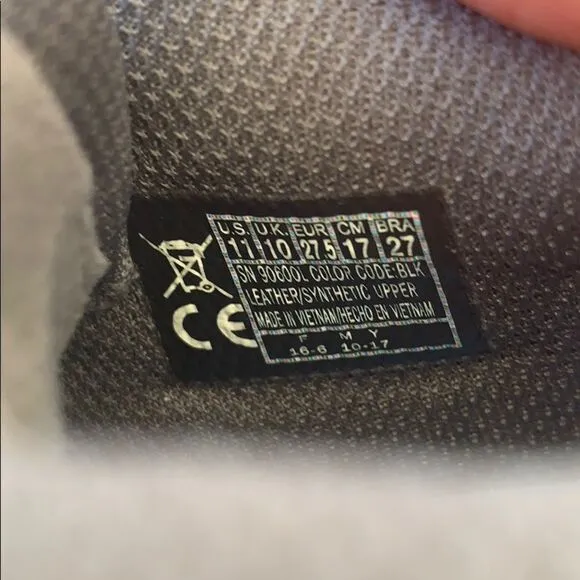 U.S. U.K. EUR CM BRA
11 10 27.5 17 27
SN 90600L COLOR CODE:BLK
LEATHER/SYNTHETIC UPPER
MADE IN VIETNAM/HECHO EN VIETNAM
F M Y
16-6 10-17
CE